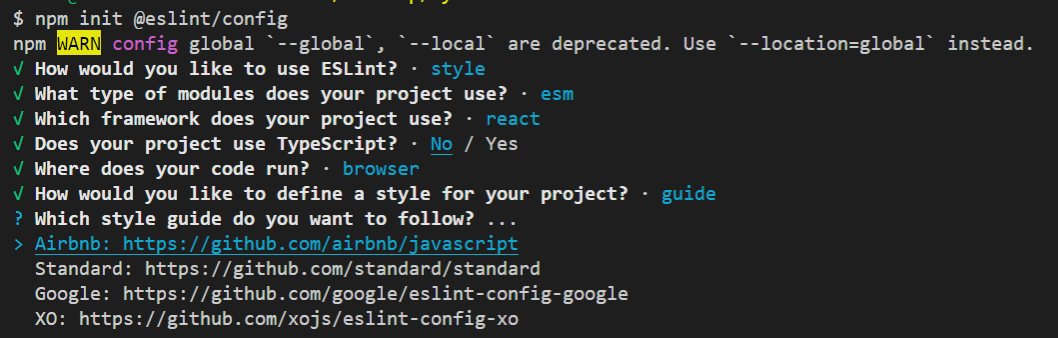 $ npm init @eslint/config
npm WARN config global `--global`, `--local` are deprecated. Use `--location=global` instead.
√ How would you like to use ESLint? · style
√ What type of modules does your project use? · esm
√ Which framework does your project use? · react
√ Does your project use TypeScript? · No / Yes
√ Where does your code run? · browser
√ How would you like to define a style for your project? · guide
? Which style guide do you want to follow? ...
> Airbnb: https://github.com/airbnb/javascript
Standard: https://github.com/standard/standard
Google: https://github.com/google/eslint-config-google
XO: https://github.com/xojs/eslint-config-xo